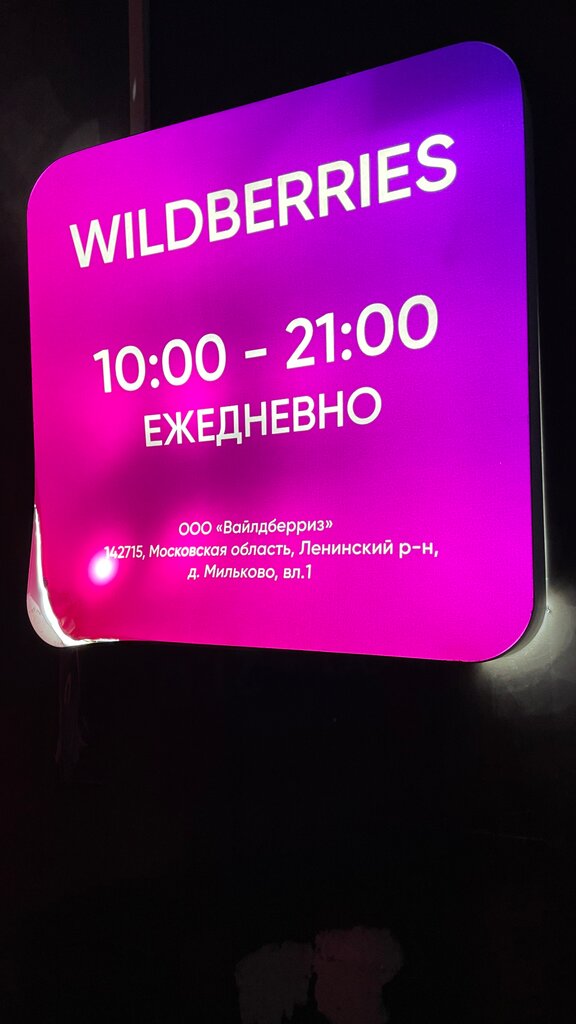 WILDBERRIES
10:00 - 21:00
ЕЖЕДНЕВНО
ООО «Вайлдберриз»
142715, Московская область, Ленинский р-н,
д. Мильково, вл.1